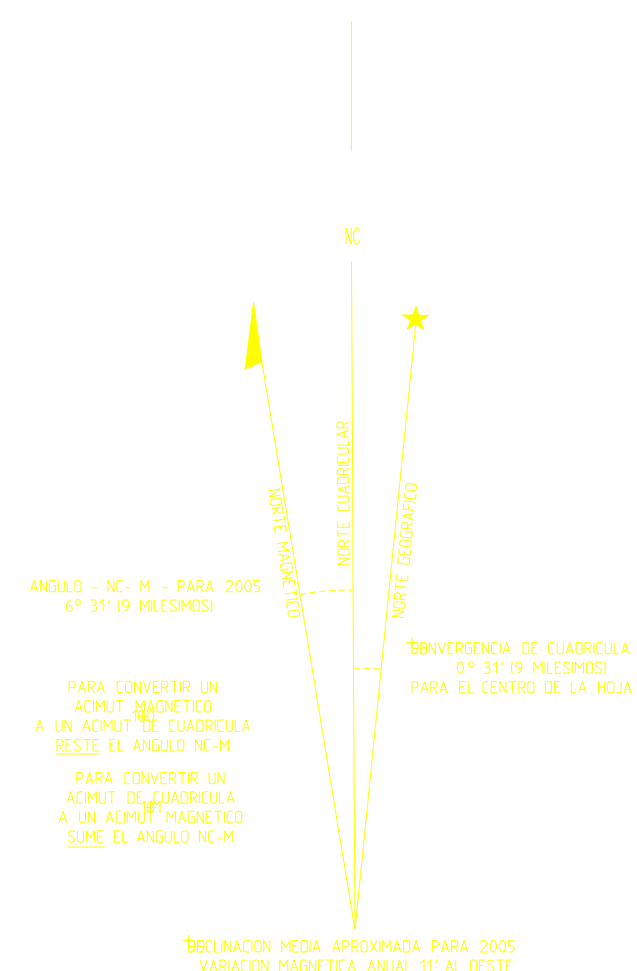 NC
NORTE CUADRICULAR
NORTE MAGNETICO
NORTE GEOGRAFICO
ANGULO - NC- M - PARA 2005
6° 31' (9 MILESIMOS)
CONVERGENCIA DE CUADRICULA
0° 31' (9 MILESIMOS)
PARA EL CENTRO DE LA HOJA
PARA CONVERTIR UN
ACIMUT MAGNETICO
A UN ACIMUT DE CUADRICULA
RESTE EL ANGULO NC-M
PARA CONVERTIR UN
ACIMUT DE CUADRICULA
A UN ACIMUT MAGNETICO
SUME EL ANGULO NC-M
DECLINACION MEDIA APROXIMADA PARA 2005
VARIACION MAGNETICA ANUAL 11' AL OESTE